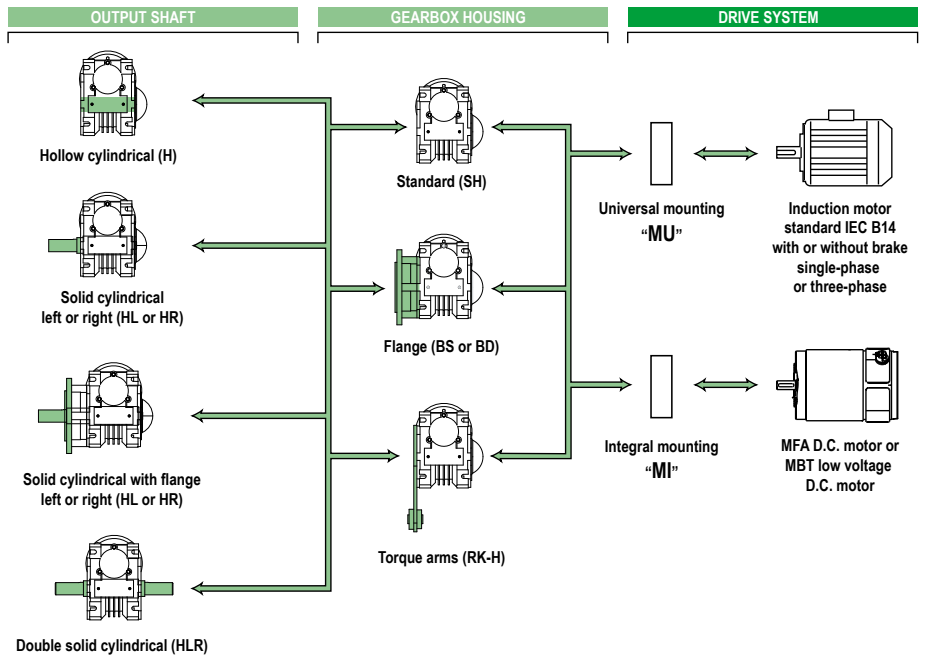 OUTPUT SHAFT
GEARBOX HOUSING
DRIVE SYSTEM
Hollow cylindrical (H)
Solid cylindrical
left or right (HL or HR)
Solid cylindrical with flange
left or right (HL or HR)
Double solid cylindrical (HLR)
Standard (SH)
Flange (BS or BD)
Torque arms (RK-H)
Universal mounting
“MU”
Integral mounting
“MI”
Induction motor
standard IEC B14
with or without brake
single-phase
or three-phase
MFA D.C. motor or
MBT low voltage
D.C. motor